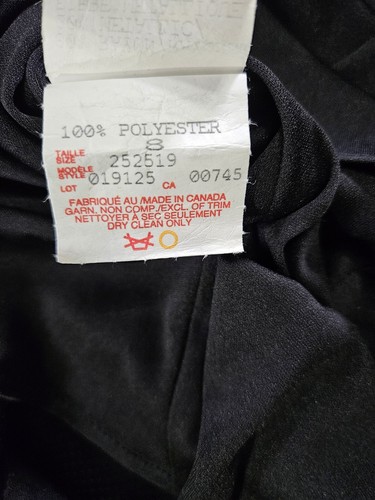 100% POLYESTER
8
TAILLE
SIZE 252519
MODÈLE
STYLE 019125 CA 00745
LOT
FABRIQUÉ AU/MADE IN CANADA
GARN. NON COMP./EXCL. OF TRIM
NETTOYER À SEC SEULEMENT
DRY CLEAN ONLY